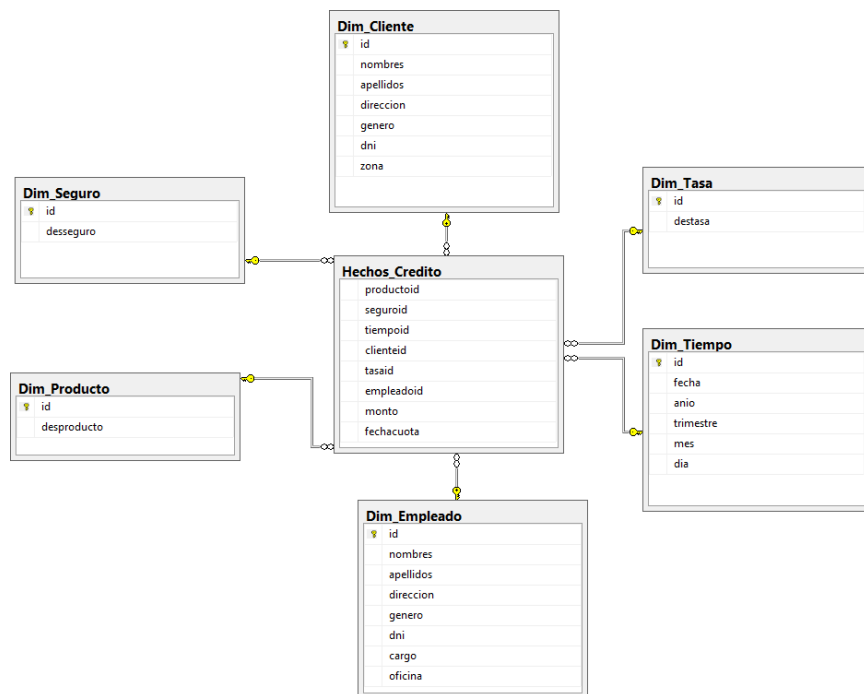 Dim_Cliente
id
nombres
apellidos
direccion
genero
dni
zona
Dim_Seguro
id
desseguro
Dim_Tasa
id
destasa
Hechos_Credito
productoid
seguroid
tiempoid
clienteid
tasaid
empleadoid
monto
fechacuota
Dim_Tiempo
id
fecha
anio
trimestre
mes
dia
Dim_Producto
id
desproducto
Dim_Empleado
id
nombres
apellidos
direccion
genero
dni
cargo
oficina